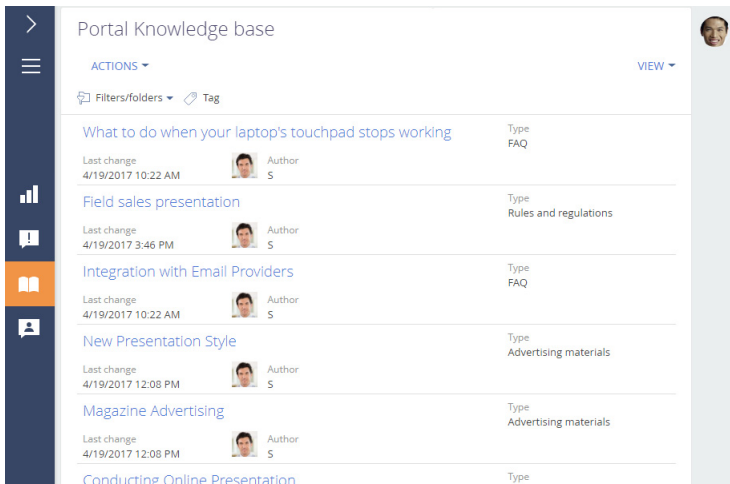 Portal Knowledge base
ACTIONS
VIEW
Filters/folders
Tag
What to do when your laptop's touchpad stops working
Type
FAQ
Last change
Author
4/19/2017 10:22 AM
S
Field sales presentation
Type
Rules and regulations
Last change
Author
4/19/2017 3:46 PM
S
Integration with Email Providers
Type
FAQ
Last change
Author
4/19/2017 10:22 AM
S
New Presentation Style
Type
Advertising materials
Last change
Author
4/19/2017 12:08 PM
S
Magazine Advertising
Type
Advertising materials
Last change
Author
4/19/2017 12:08 PM
S
Conducting Online Presentation
Type